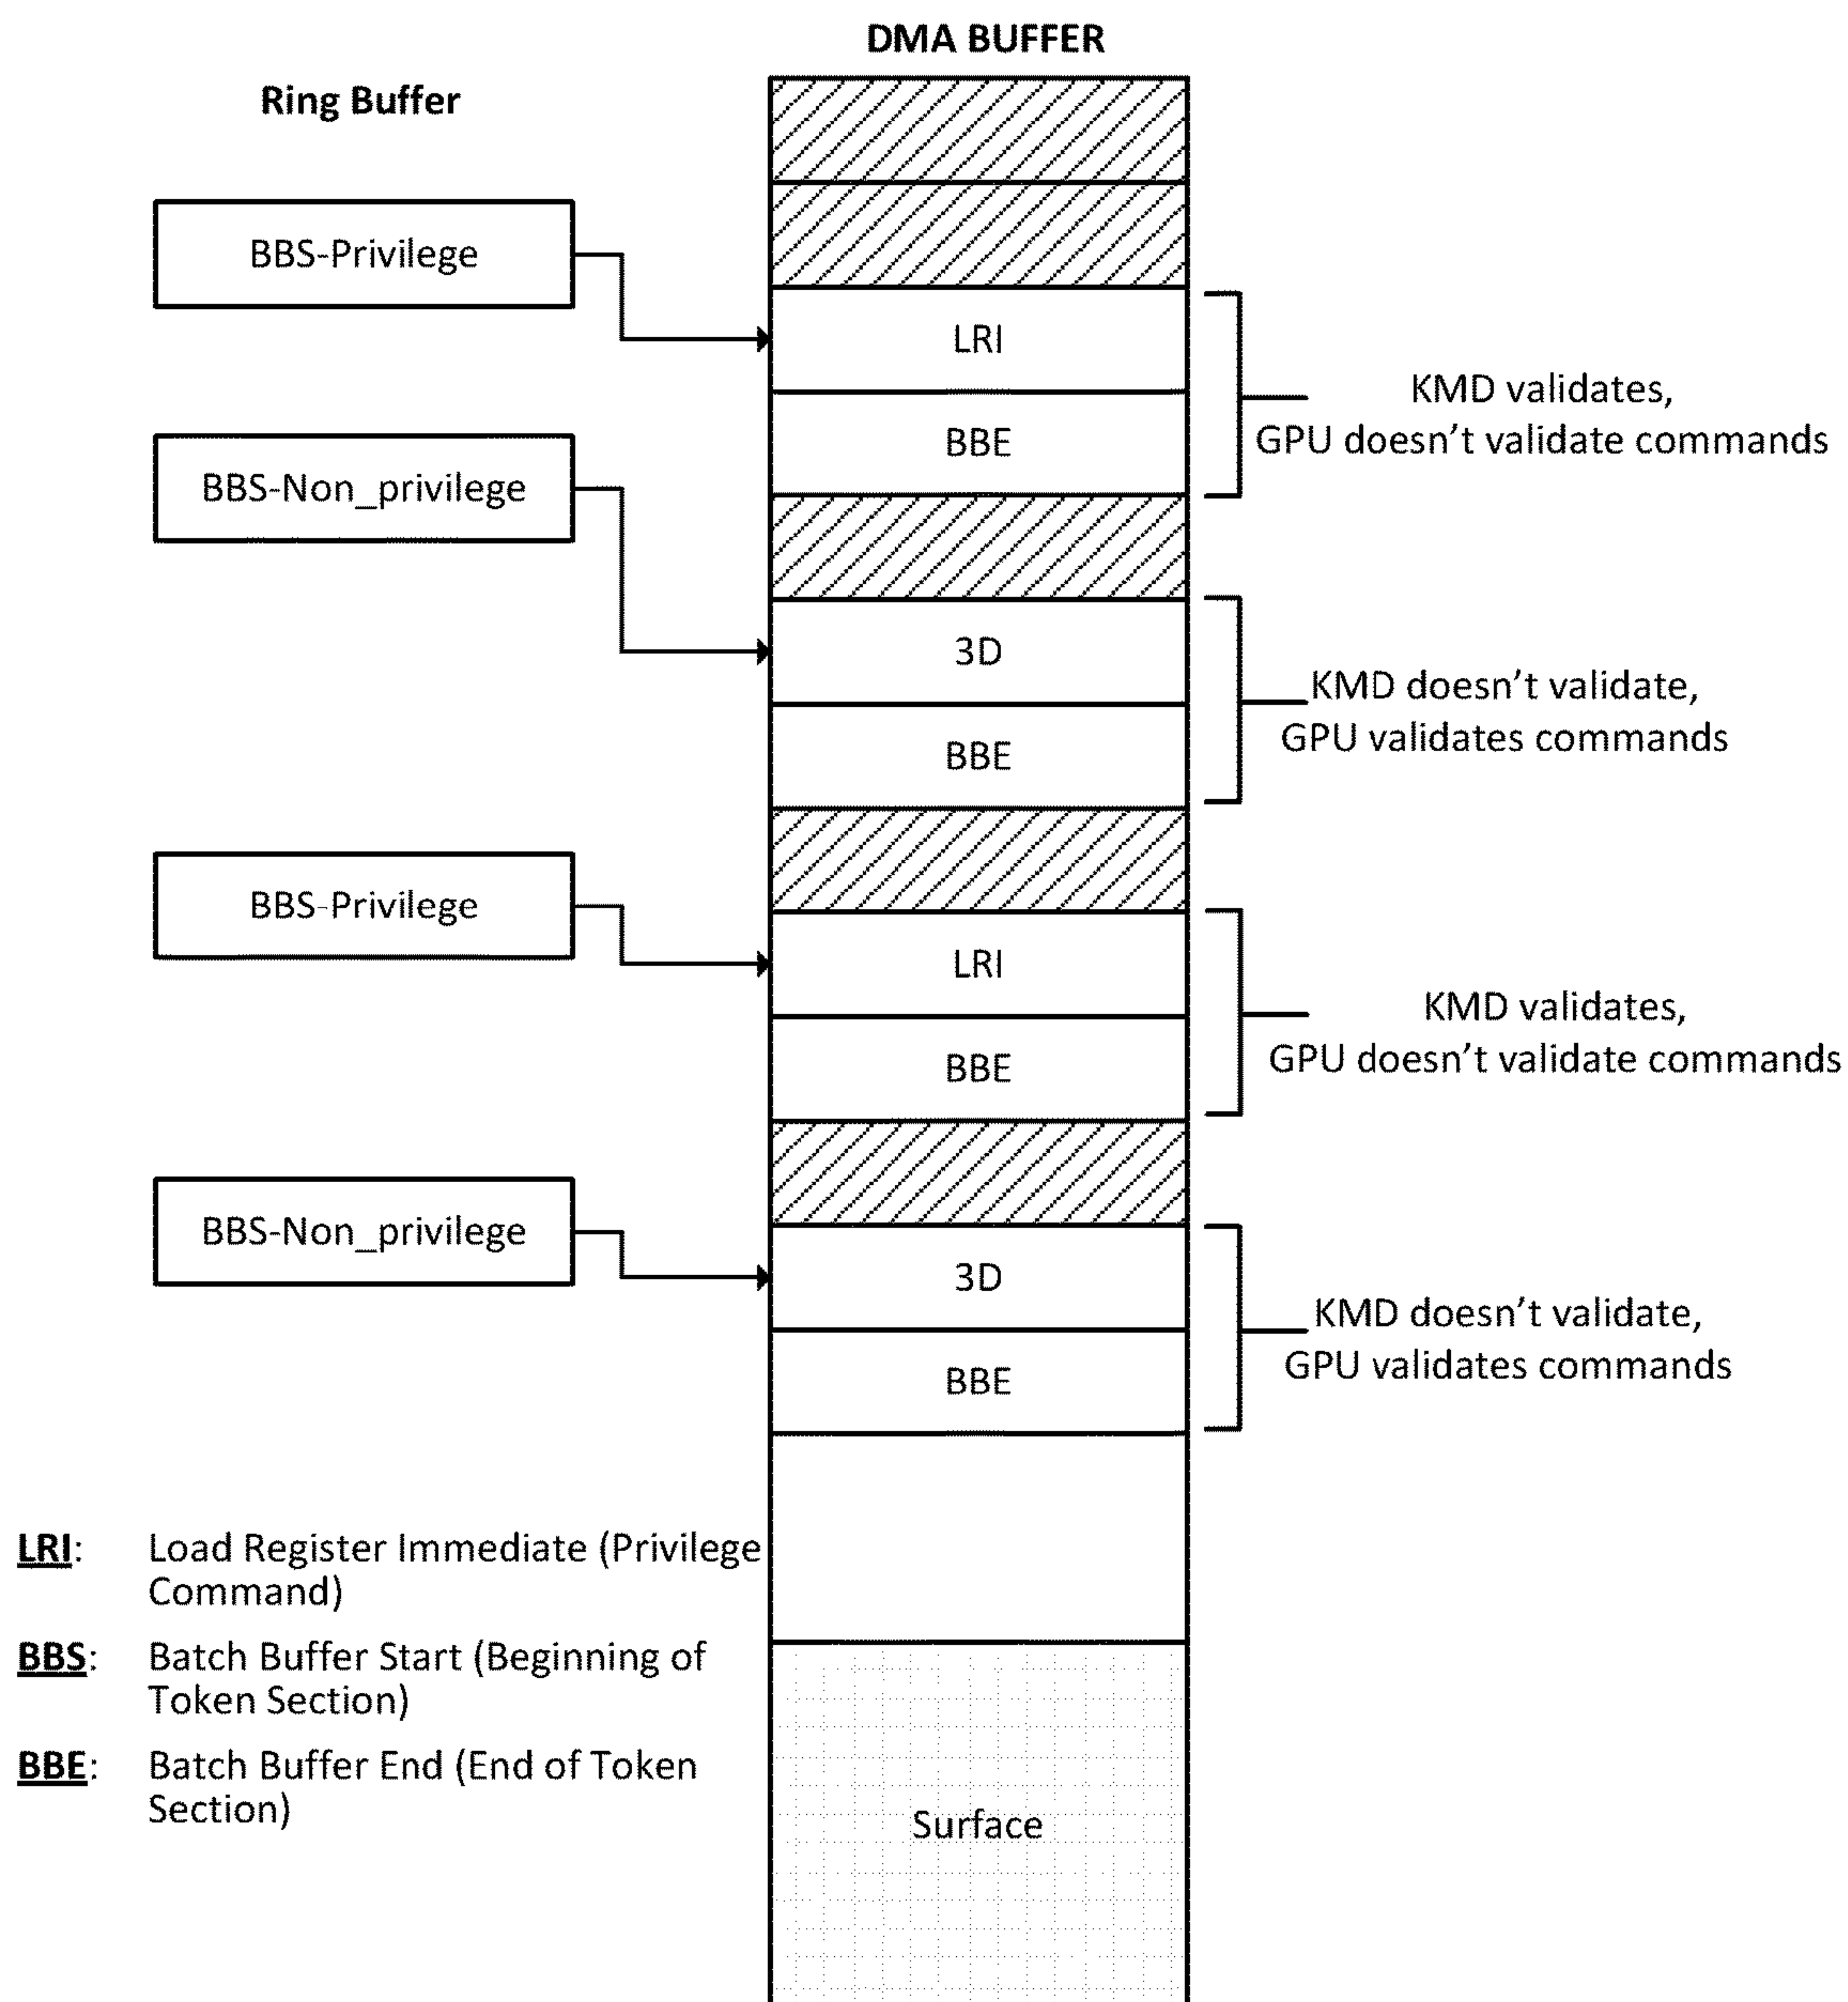 DMA BUFFER
Ring Buffer
BBS-Privilege
LRI
KMD validates,
GPU doesn't validate commands
BBE
BBS-Non_privilege
3D
KMD doesn't validate,
GPU validates commands
BBE
BBS-Privilege
LRI
KMD validates,
GPU doesn't validate commands
BBE
BBS-Non_privilege
3D
KMD doesn't validate,
GPU validates commands
BBE
LRI: Load Register Immediate (Privilege
Command)
BBS: Batch Buffer Start (Beginning of
Token Section)
BBE: Batch Buffer End (End of Token
Section)
Surface